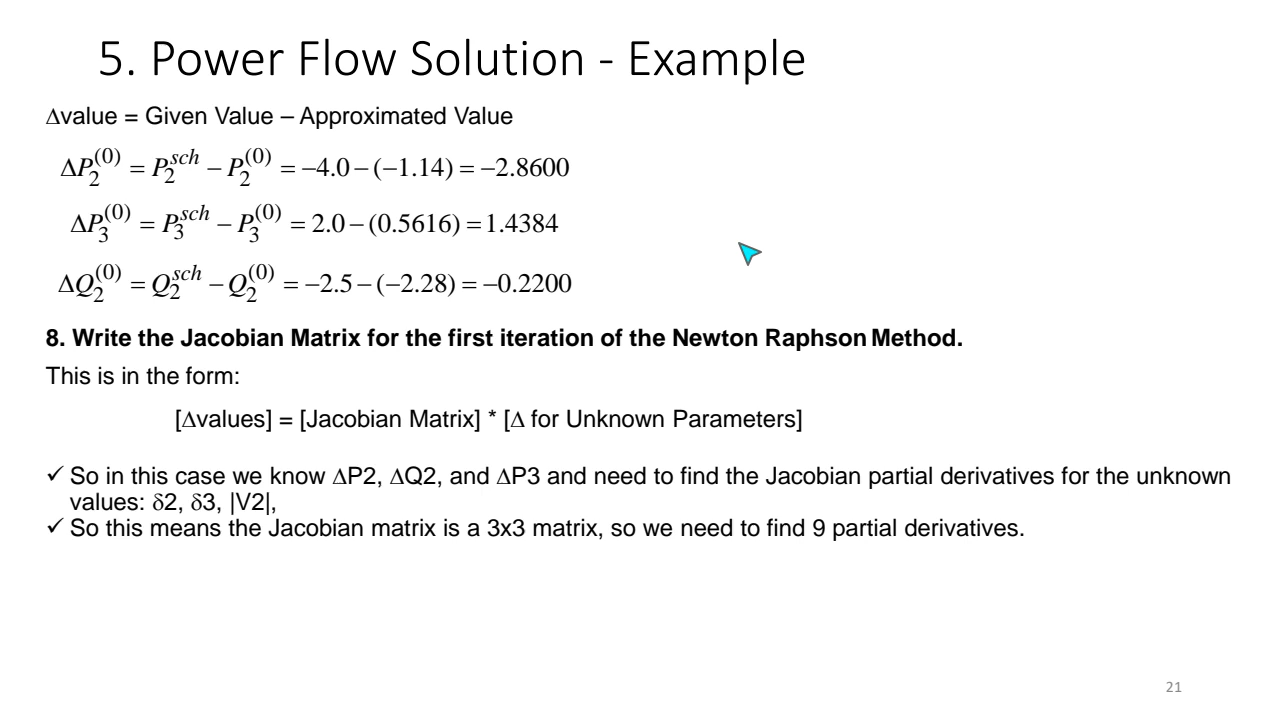 5. Power Flow Solution - Example
∆value = Given Value – Approximated Value
∆P₂⁽⁰⁾ = P₂ˢᶜʰ − P₂⁽⁰⁾ = −4.0 − (−1.14) = −2.8600
∆P₃⁽⁰⁾ = P₃ˢᶜʰ − P₃⁽⁰⁾ = 2.0 − (0.5616) = 1.4384
∆Q₂⁽⁰⁾ = Q₂ˢᶜʰ − Q₂⁽⁰⁾ = −2.5 − (−2.28) = −0.2200
8. Write the Jacobian Matrix for the first iteration of the Newton Raphson Method.
This is in the form:
[∆values] = [Jacobian Matrix] * [∆ for Unknown Parameters]
✓ So in this case we know ∆P2, ∆Q2, and ∆P3 and need to find the Jacobian partial derivatives for the unknown
values: δ2, δ3, |V2|,
✓ So this means the Jacobian matrix is a 3x3 matrix, so we need to find 9 partial derivatives.
21